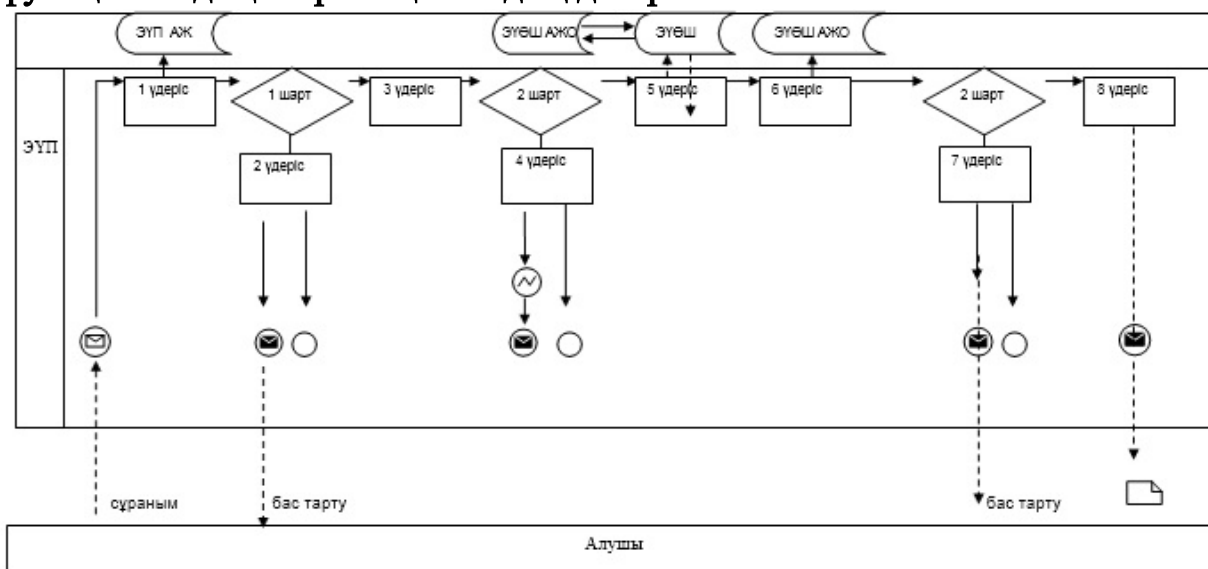 ЭҮП АЖ
ЭҮӨШ АЖО
ЭҮӨШ
ЭҮӨШ АЖО
ЭҮП
1 үдеріс
1 шарт
3 үдеріс
2 шарт
5 үдеріс
6 үдеріс
2 шарт
8 үдеріс
2 үдеріс
4 үдеріс
7 үдеріс
сұраным
бас тарту
бас тарту
Алушы